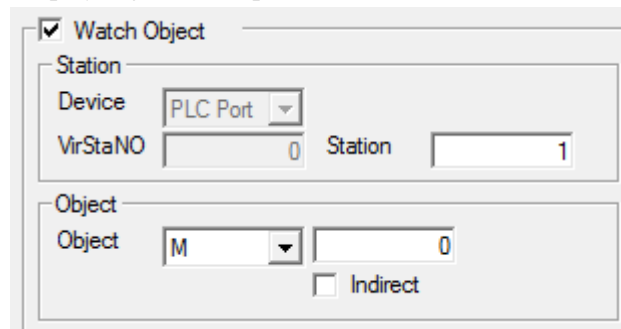 Watch Object
Station
Device PLC Port
VirStaNO 0 Station 1
Object
Object M 0
Indirect